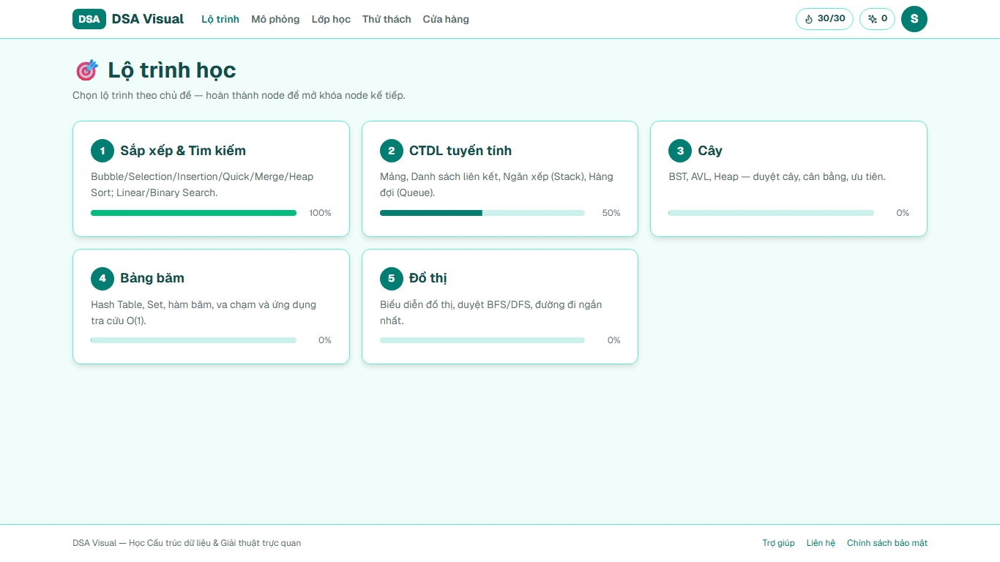 DSA DSA Visual Lộ trình Mô phỏng Lớp học Thử thách Cửa hàng 30/30 0 S
Lộ trình học
Chọn lộ trình theo chủ đề — hoàn thành node để mở khóa node kế tiếp.
1 Sắp xếp & Tìm kiếm
Bubble/Selection/Insertion/Quick/Merge/Heap
Sort; Linear/Binary Search.
100%
2 CTDL tuyến tính
Mảng, Danh sách liên kết, Ngăn xếp (Stack), Hàng
đợi (Queue).
50%
3 Cây
BST, AVL, Heap — duyệt cây, cân bằng, ưu tiên.
0%
4 Bảng băm
Hash Table, Set, hàm băm, va chạm và ứng dụng
tra cứu O(1).
0%
5 Đồ thị
Biểu diễn đồ thị, duyệt BFS/DFS, đường đi ngắn
nhất.
0%
DSA Visual — Học Cấu trúc dữ liệu & Giải thuật trực quan
Trợ giúp Liên hệ Chính sách bảo mật